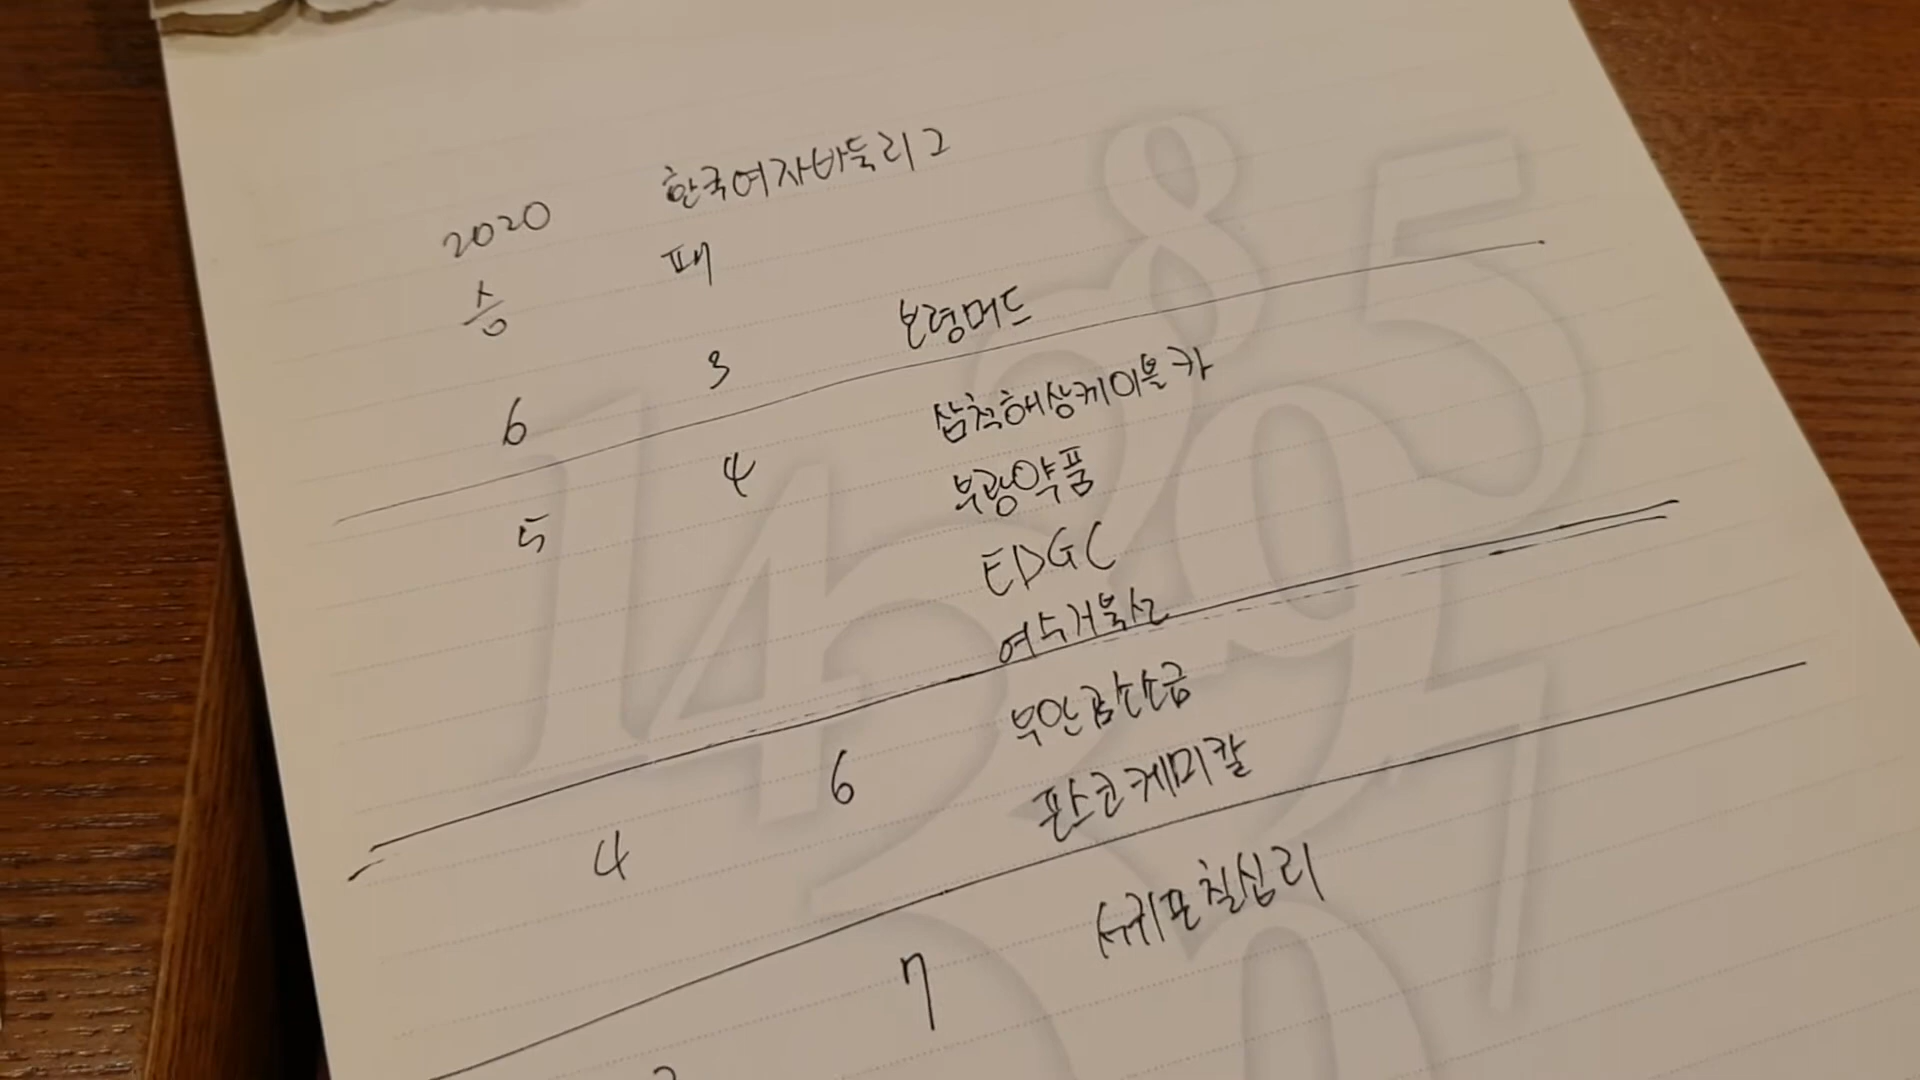 2020 한국여자바둑리그
승 패
6 3 보령머드
5 4 삼척해상케이블카
부광약품
EDGC
여수거북선
4 6 부안곰소소금
포스코케미칼
7 서귀포칠십리